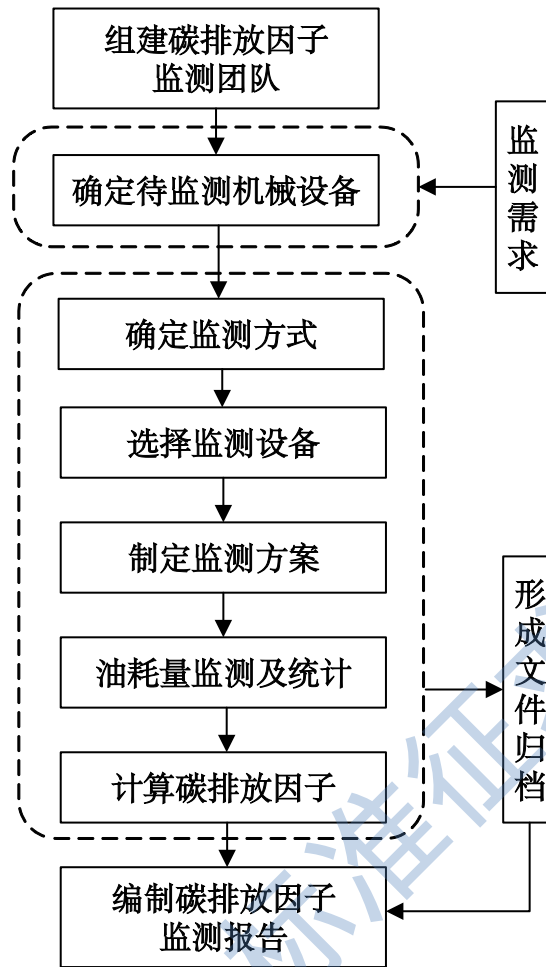 组建碳排放因子
监测团队
确定待监测机械设备
监测需求
确定监测方式
选择监测设备
制定监测方案
油耗量监测及统计
计算碳排放因子
形成文件归档
编制碳排放因子
监测报告
标准征